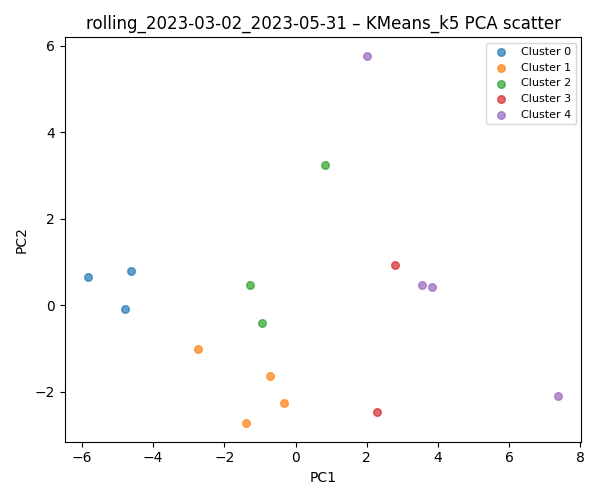 rolling_2023-03-02_2023-05-31 – KMeans_k5 PCA scatter
Cluster 0
Cluster 1
Cluster 2
Cluster 3
Cluster 4
6
4
2
0
−2
PC2
−6
−4
−2
0
2
4
6
8
PC1